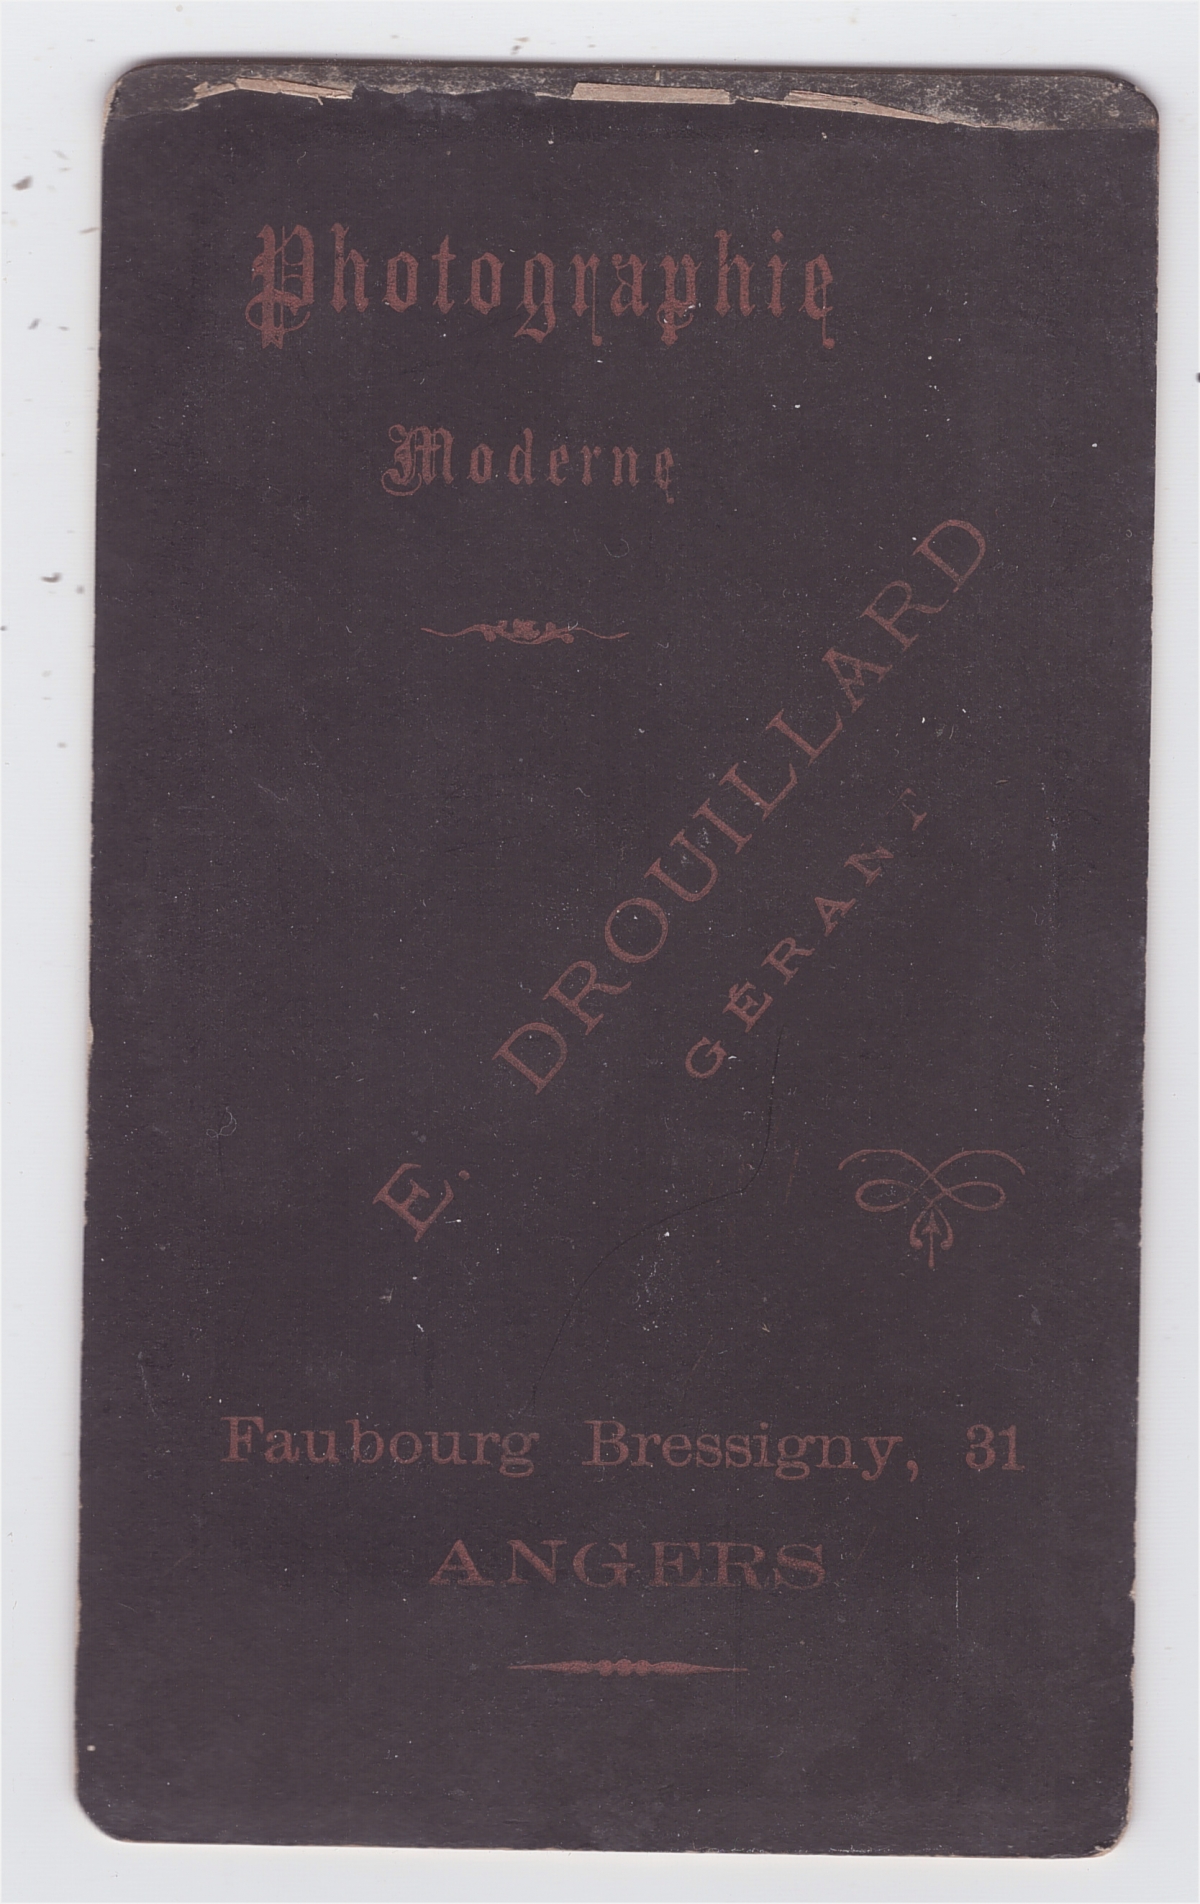 Photographie
Moderne
E. DROUILLARD
GÉRANT
Faubourg Bressigny, 31
ANGERS